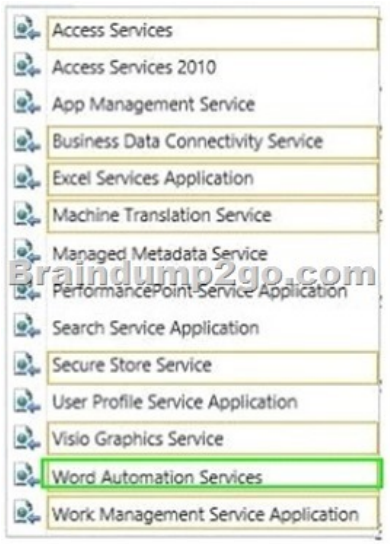 Access Services
Access Services 2010
App Management Service
Business Data Connectivity Service
Excel Services Application
Machine Translation Service
Managed Metadata Service
Braindump2go.com
PerformancePoint Service Application
Search Service Application
Secure Store Service
User Profile Service Application
Visio Graphics Service
Word Automation Services
Work Management Service Application